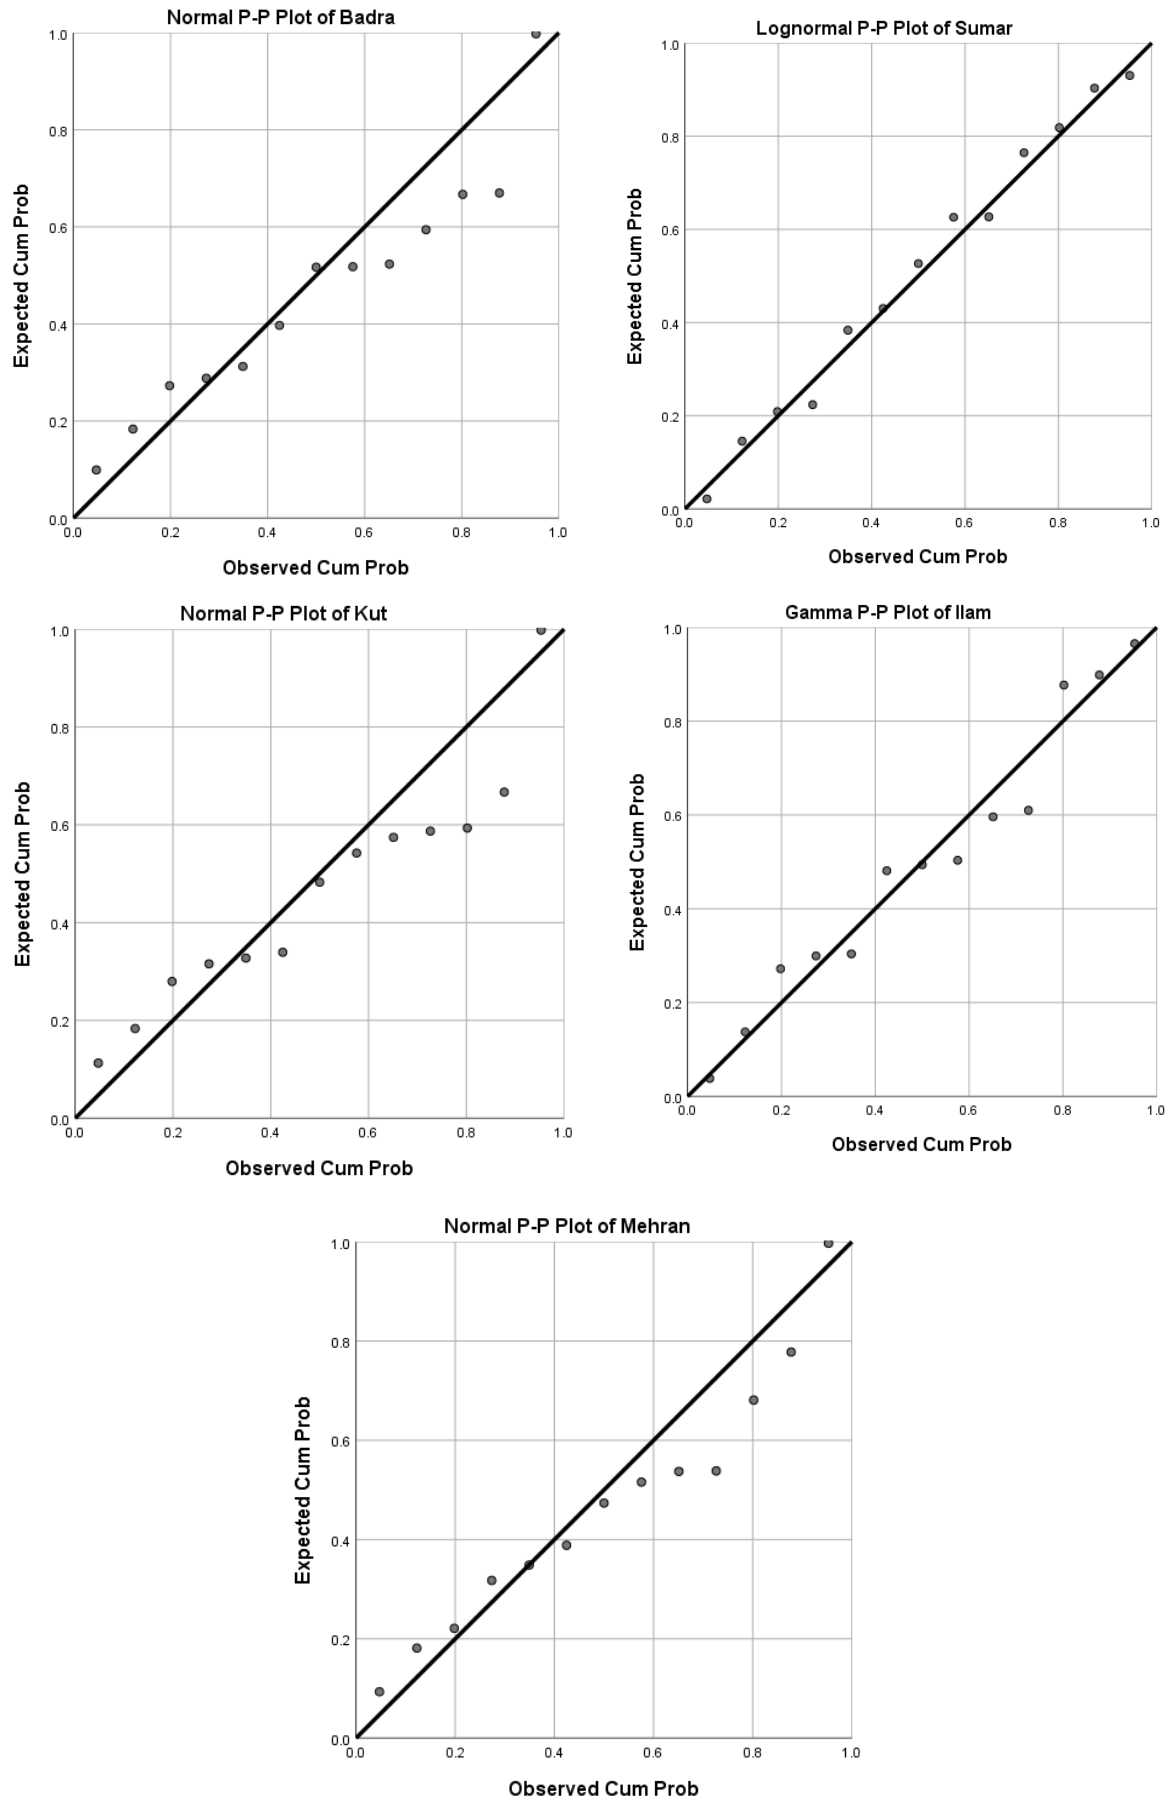 Normal P-P Plot of Badra
1.0
0.8
0.6
0.4
0.2
0.0
Expected Cum Prob
0.0 0.2 0.4 0.6 0.8 1.0
Observed Cum Prob
Lognormal P-P Plot of Sumar
1.0
0.8
0.6
0.4
0.2
0.0
Expected Cum Prob
0.0 0.2 0.4 0.6 0.8 1.0
Observed Cum Prob
Normal P-P Plot of Kut
1.0
0.8
0.6
0.4
0.2
0.0
Expected Cum Prob
0.0 0.2 0.4 0.6 0.8 1.0
Observed Cum Prob
Gamma P-P Plot of Ilam
1.0
0.8
0.6
0.4
0.2
0.0
Expected Cum Prob
0.0 0.2 0.4 0.6 0.8 1.0
Observed Cum Prob
Normal P-P Plot of Mehran
1.0
0.8
0.6
0.4
0.2
0.0
Expected Cum Prob
0.0 0.2 0.4 0.6 0.8 1.0
Observed Cum Prob